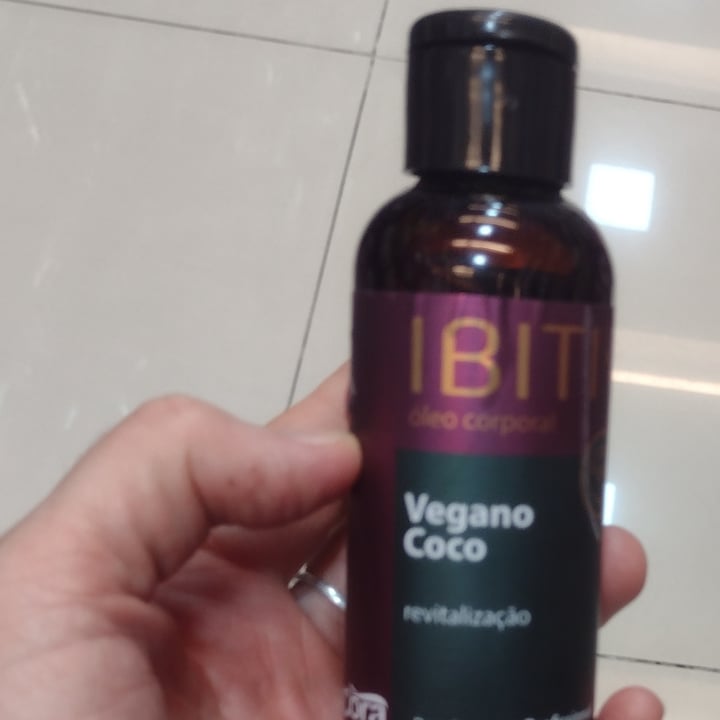 IBITI
óleo corporal
Vegano
Coco
revitalização